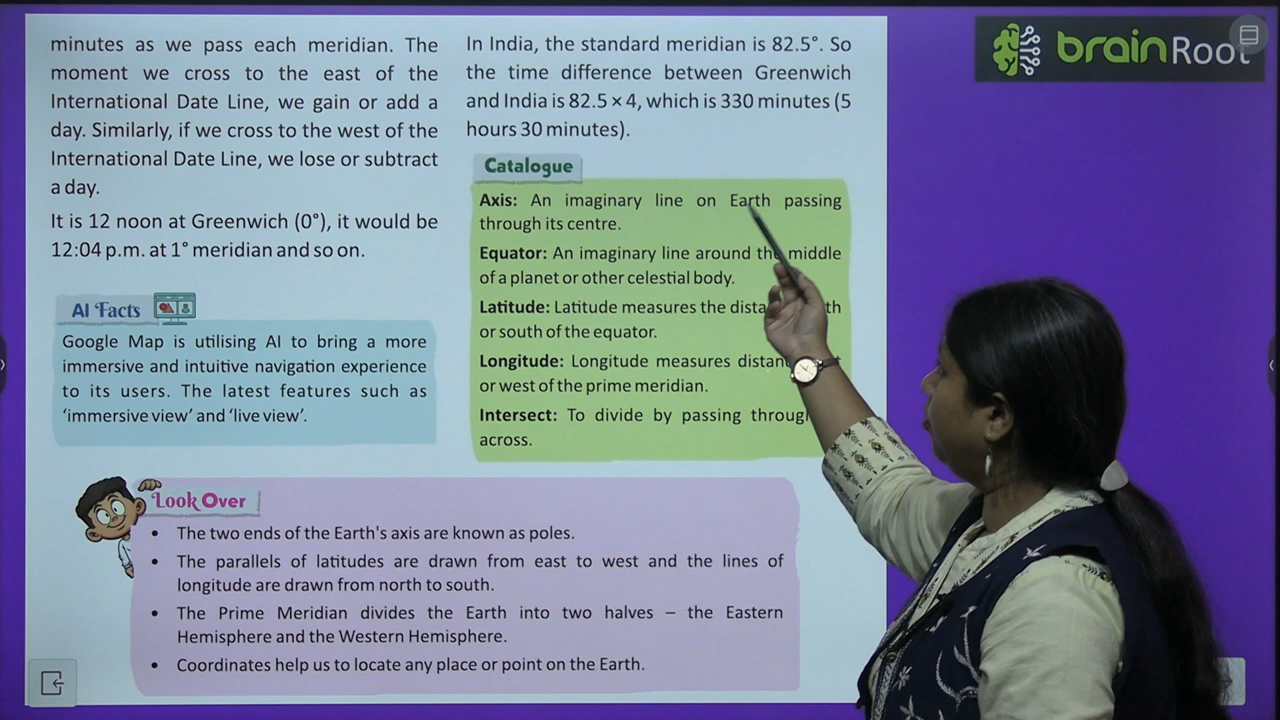 minutes as we pass each meridian. The
moment we cross to the east of the
International Date Line, we gain or add a
day. Similarly, if we cross to the west of the
International Date Line, we lose or subtract
a day.
It is 12 noon at Greenwich (0°), it would be
12:04 p.m. at 1° meridian and so on.
AI Facts
Google Map is utilising AI to bring a more
immersive and intuitive navigation experience
to its users. The latest features such as
‘immersive view’ and ‘live view’.
In India, the standard meridian is 82.5°. So
the time difference between Greenwich
and India is 82.5 × 4, which is 330 minutes (5
hours 30 minutes).
Catalogue
Axis: An imaginary line on Earth passing
through its centre.
Equator: An imaginary line around the middle
of a planet or other celestial body.
Latitude: Latitude measures the
or south of the equator.
Longitude: Longitude measures
or west of the prime meridian.
Intersect: To divide by passing
across.
Look Over
• The two ends of the Earth's axis are known as poles.
• The parallels of latitudes are drawn from east to west and the lines of
longitude are drawn from north to south.
• The Prime Meridian divides the Earth into two halves – the Eastern
Hemisphere and the Western Hemisphere.
• Coordinates help us to locate any place or point on the Earth.
brainRoot